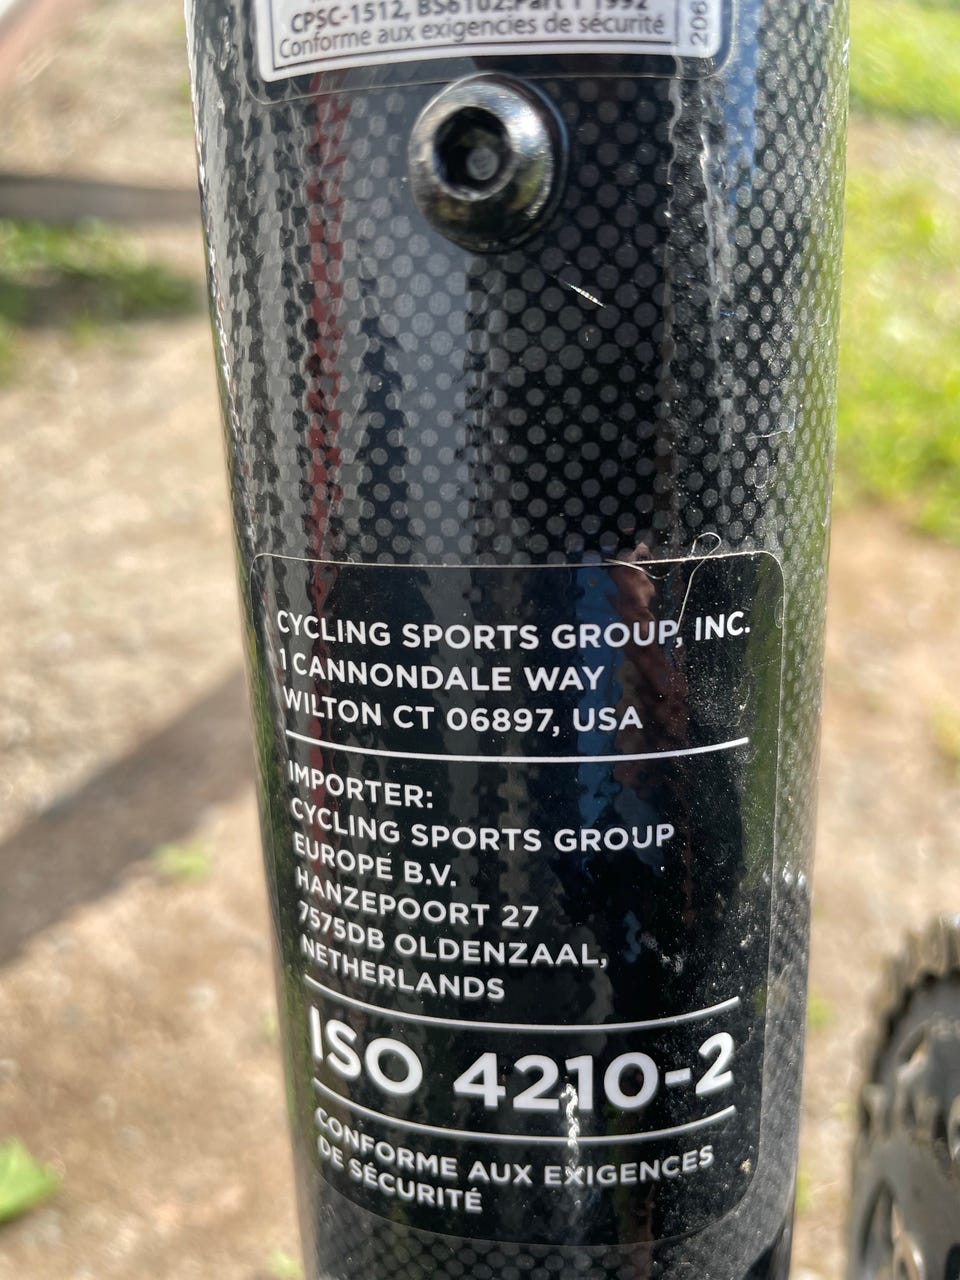 CPSC-1512, BS6102:Part 1 1992
Conforme aux exigencies de sécurité
206
CYCLING SPORTS GROUP, INC.
1 CANNONDALE WAY
WILTON CT 06897, USA
IMPORTER:
CYCLING SPORTS GROUP
EUROPE B.V.
HANZEPOORT 27
7575DB OLDENZAAL,
NETHERLANDS
ISO 4210-2
CONFORME AUX EXIGENCES
DE SÉCURITÉ